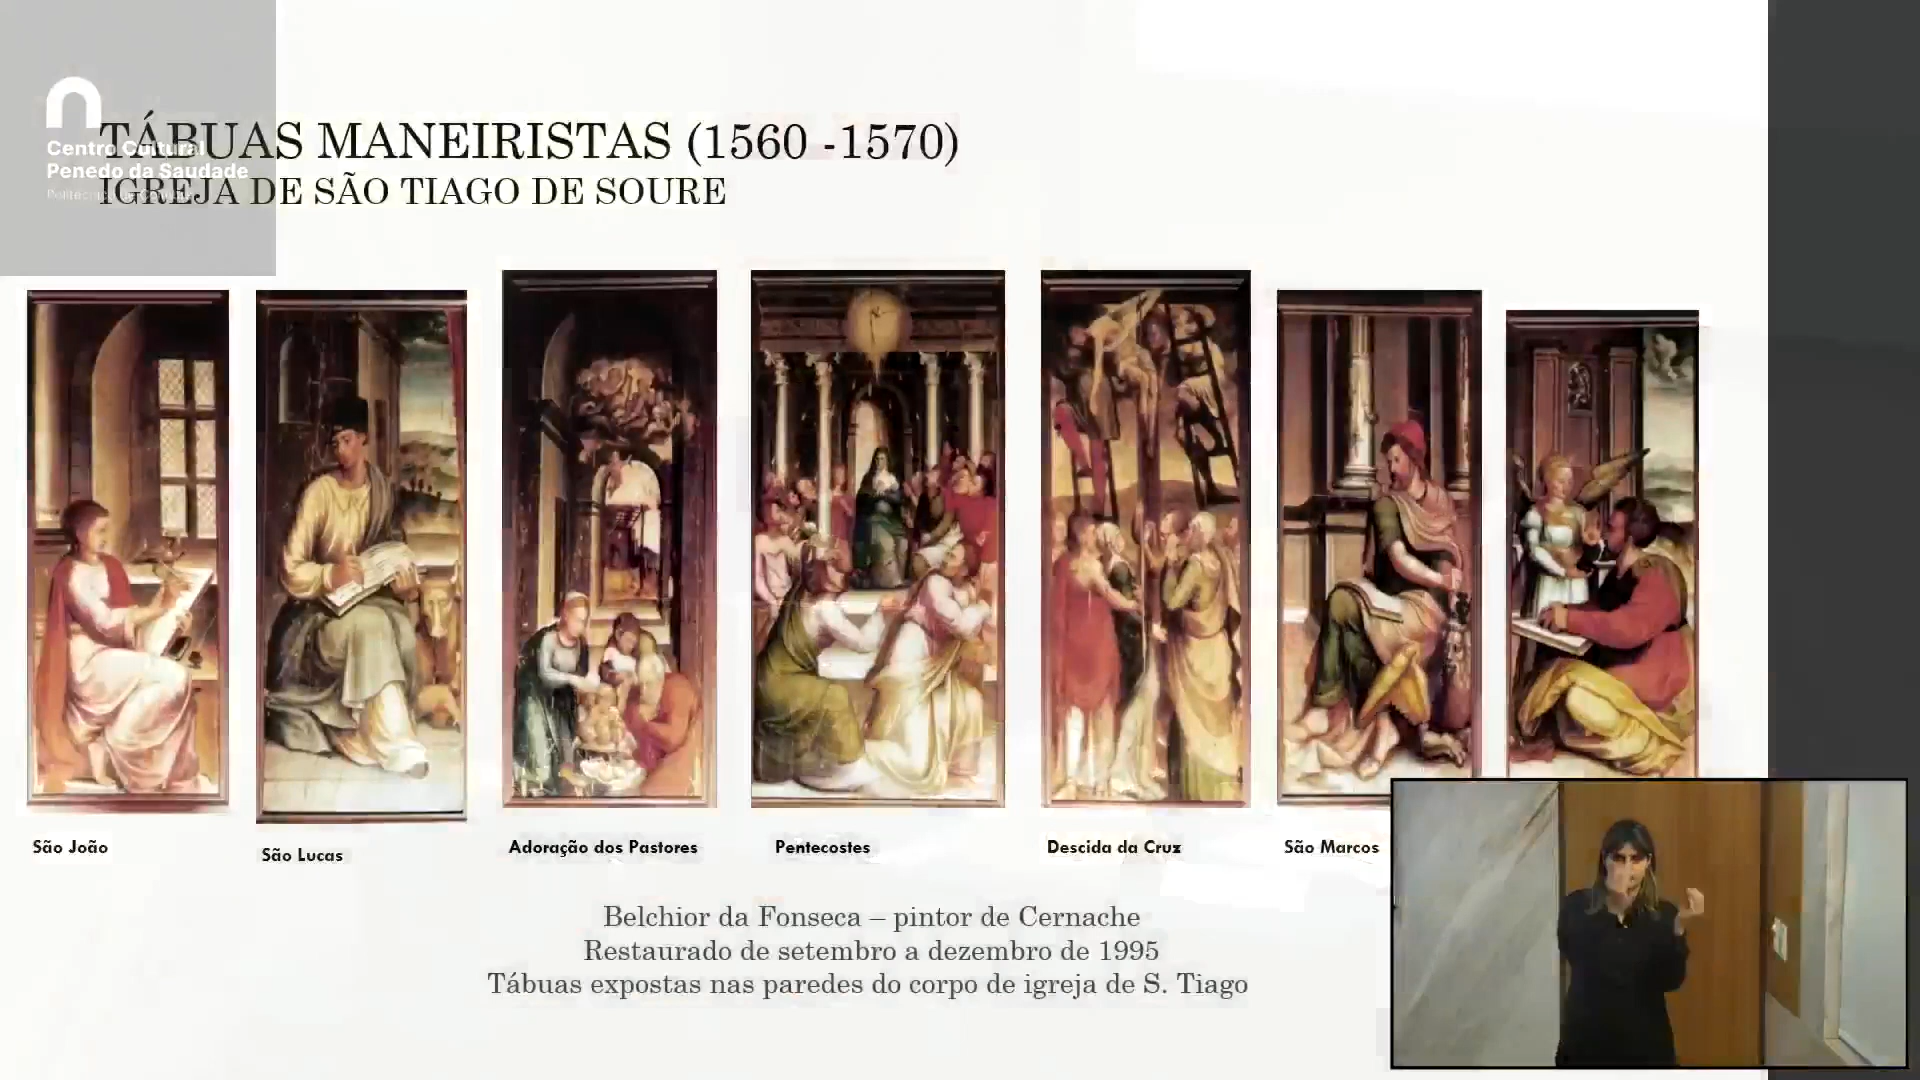 Centro Cultural
Penedo da Saudade
TÁBUAS MANEIRISTAS (1560 -1570)
IGREJA DE SÃO TIAGO DE SOURE
São João
São Lucas
Adoração dos Pastores
Pentecostes
Descida da Cruz
São Marcos
Belchior da Fonseca – pintor de Cernache
Restaurado de setembro a dezembro de 1995
Tábuas expostas nas paredes do corpo de igreja de S. Tiago